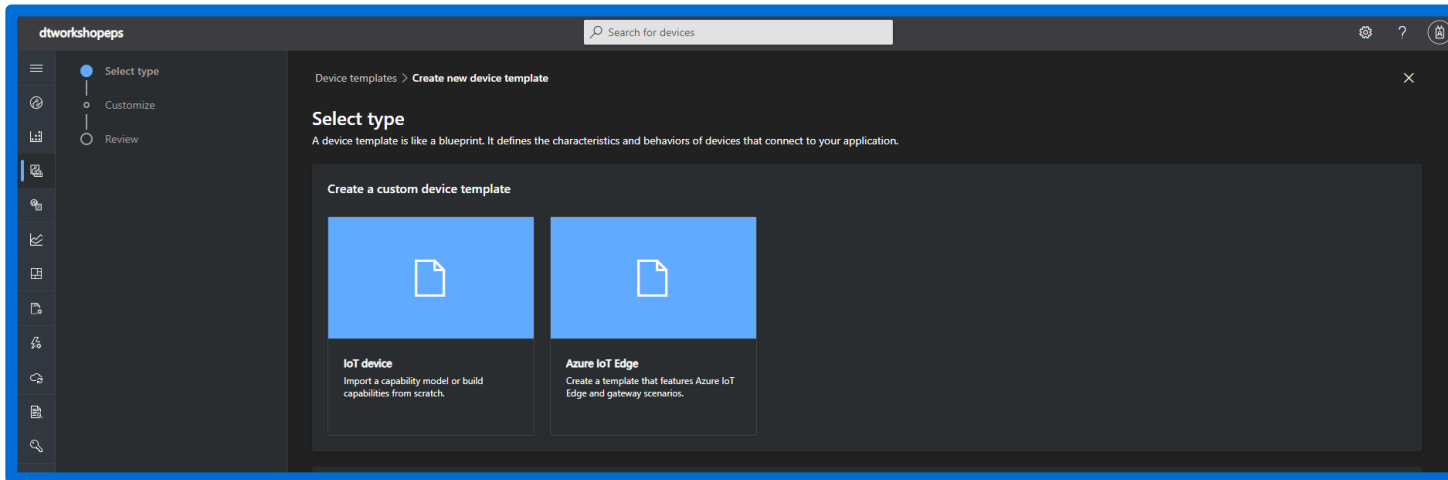 dtworkshopeps
Search for devices
?
Select type
Customize
Review
Device templates > Create new device template
Select type
A device template is like a blueprint. It defines the characteristics and behaviors of devices that connect to your application.
Create a custom device template
IoT device
Import a capability model or build
capabilities from scratch.
Azure IoT Edge
Create a template that features Azure IoT
Edge and gateway scenarios.